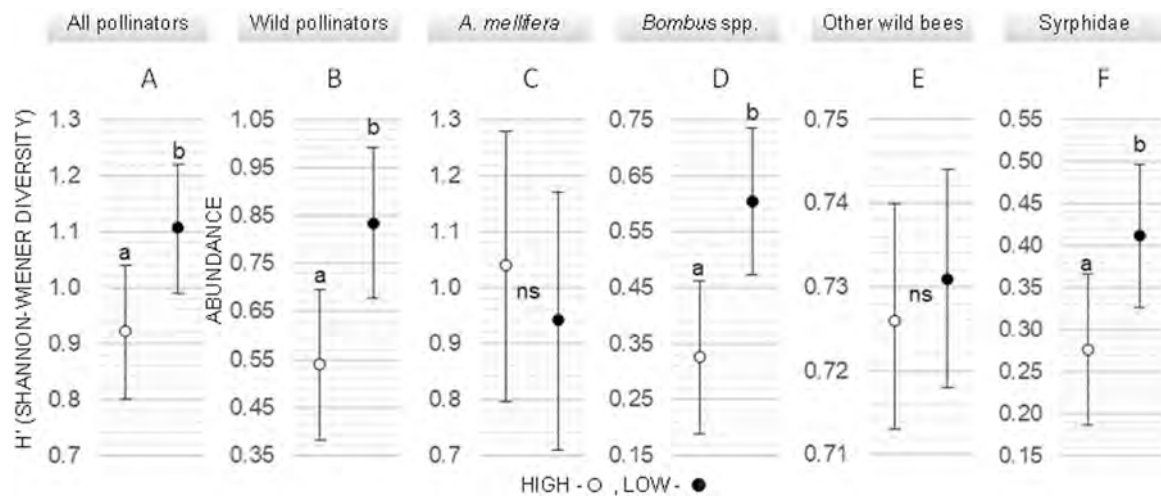 All pollinators Wild pollinators A. mellifera Bombus spp. Other wild bees Syrphidae
A B C D E F
H' (SHANNON-WIENER DIVERSITY)
1.3
1.2
1.1
1.0
0.9
0.8
0.7
a
b
ABUNDANCE
1.05
0.95
0.85
0.75
0.65
0.55
0.45
0.35
a
b
1.3
1.2
1.1
1.0
0.9
0.8
0.7
ns
0.75
0.65
0.55
0.45
0.35
0.25
0.15
a
b
0.75
0.74
0.73
0.72
0.71
ns
0.55
0.50
0.45
0.40
0.35
0.30
0.25
0.20
0.15
a
b
HIGH - , LOW -